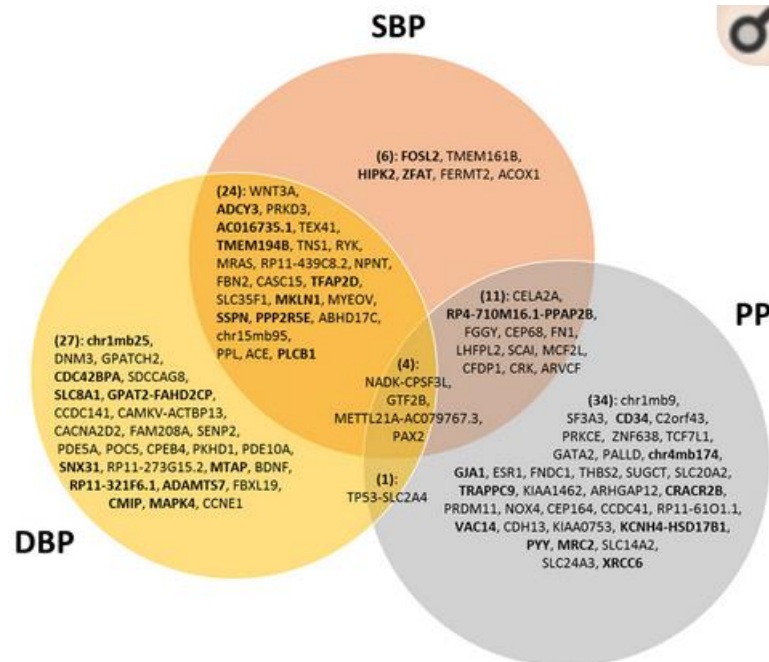 SBP
(6): FOSL2, TMEM161B,
HIPK2, ZFAT, FERMT2, ACOX1
(24): WNT3A,
ADCY3, PRKD3,
AC016735.1, TEX41,
TMEM194B, TNS1, RYK,
MRAS, RP11-439C8.2, NPNT,
FBN2, CASC15, TFAP2D,
SLC35F1, MKLN1, MYEOV,
SSPN, PPP2R5E, ABHD17C,
chr15mb95,
PPL, ACE, PLCB1
(11): CELA2A,
RP4-710M16.1-PPAP2B,
FGGY, CEP68, FN1,
LHFPL2, SCAI, MCF2L,
CFDP1, CRK, ARVCF
PP
(27): chr1mb25,
DNM3, GPATCH2,
CDC42BPA, SDCCAG8,
SLC8A1, GPAT2-FAHD2CP,
CCDC141, CAMKV-ACTBP13,
CACNA2D2, FAM208A, SENP2,
PDE5A, POC5, CPEB4, PKHD1, PDE10A,
SNX31, RP11-273G15.2, MTAP, BDNF,
RP11-321F6.1, ADAMTS7, FBXL19,
CMIP, MAPK4, CCNE1
(4):
NADK-CPSF3L,
GTF2B,
METTL21A-AC079767.3,
PAX2
(1):
TP53-SLC2A4
(34): chr1mb9,
SF3A3, CD34, C2orf43,
PRKCE, ZNF638, TCF7L1,
GATA2, PALLD, chr4mb174,
GJA1, ESR1, FNDC1, THBS2, SUGCT, SLC20A2,
TRAPPC9, KIAA1462, ARHGAP12, CRACR2B,
PRDM11, NOX4, CEP164, CCDC41, RP11-61O1.1,
VAC14, CDH13, KIAA0753, KCNH4-HSD17B1,
PYY, MRC2, SLC14A2,
SLC24A3, XRCC6
DBP